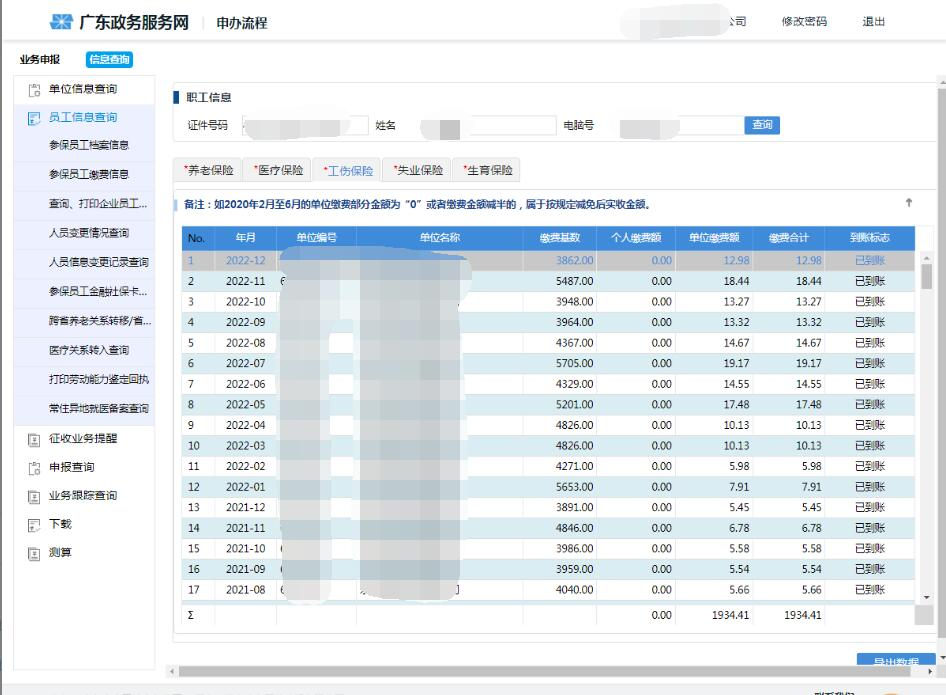 广东政务服务网 申办流程 公司 修改密码 退出
业务申报 信息查询
单位信息查询
员工信息查询
参保员工档案信息
参保员工缴费信息
查询、打印企业员工...
人员变更情况查询
人员信息变更记录查询
参保员工金融社保卡...
跨省养老关系转移/省...
医疗关系转入查询
打印劳动能力鉴定回执
常住异地就医备案查询
征收业务提醒
申报查询
业务跟踪查询
下载
测算
职工信息
证件号码 姓名 电脑号 查询
*养老保险 *医疗保险 *工伤保险 *失业保险 *生育保险
备注：如2020年2月至6月的单位缴费部分金额为“0”或者缴费金额减半的，属于按规定减免后实收金额。
No. 年月 单位编号 单位名称 缴费基数 个人缴费额 单位缴费额 缴费合计 到账标志
1 2022-12 3862.00 0.00 12.98 12.98 已到账
2 2022-11 5487.00 0.00 18.44 18.44 已到账
3 2022-10 3948.00 0.00 13.27 13.27 已到账
4 2022-09 3964.00 0.00 13.32 13.32 已到账
5 2022-08 4367.00 0.00 14.67 14.67 已到账
6 2022-07 5705.00 0.00 19.17 19.17 已到账
7 2022-06 4329.00 0.00 14.55 14.55 已到账
8 2022-05 5201.00 0.00 17.48 17.48 已到账
9 2022-04 4826.00 0.00 10.13 10.13 已到账
10 2022-03 4826.00 0.00 10.13 10.13 已到账
11 2022-02 4271.00 0.00 5.98 5.98 已到账
12 2022-01 5653.00 0.00 7.91 7.91 已到账
13 2021-12 3891.00 0.00 5.45 5.45 已到账
14 2021-11 4846.00 0.00 6.78 6.78 已到账
15 2021-10 3986.00 0.00 5.58 5.58 已到账
16 2021-09 3959.00 0.00 5.54 5.54 已到账
17 2021-08 4040.00 0.00 5.66 5.66 已到账
Σ 0.00 1934.41 1934.41
导出数据
联系我们